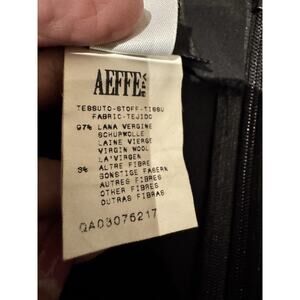 AEFFE SPA
TESSUTO-STOFF-TISSU
FABRIC-TEJIDO
97% LANA VERGINE
SCHURWOLLE
LAINE VIERGE
VIRGIN WOOL
LA'VIRGEN
3% ALTRE FIBRE
SONSTIGE FASERN
AUTRES FIBRES
OTHER FIBRES
OUTRAS FIBRAS
QA03076217